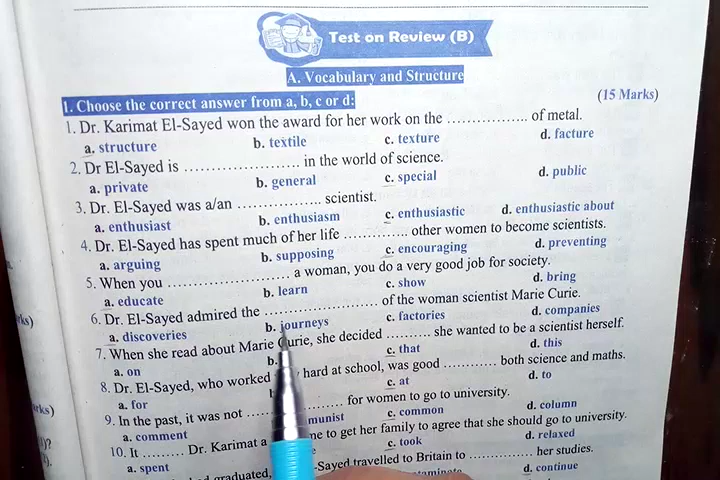 Test on Review (B)
A. Vocabulary and Structure
1. Choose the correct answer from a, b, c or d:
(15 Marks)
1. Dr. Karimat El-Sayed won the award for her work on the ................ of metal.
a. structure b. textile c. texture d. facture
2. Dr El-Sayed is ...................... in the world of science.
a. private b. general c. special d. public
3. Dr. El-Sayed was a/an ................ scientist.
a. enthusiast b. enthusiasm c. enthusiastic d. enthusiastic about
4. Dr. El-Sayed has spent much of her life ............. other women to become scientists.
a. arguing b. supposing c. encouraging d. preventing
5. When you ....................... a woman, you do a very good job for society.
a. educate b. learn c. show d. bring
6. Dr. El-Sayed admired the ...................... of the woman scientist Marie Curie.
a. discoveries b. journeys c. factories d. companies
7. When she read about Marie Curie, she decided ......... she wanted to be a scientist herself.
a. on b. c. that d. this
8. Dr. El-Sayed, who worked hard at school, was good ........... both science and maths.
a. for c. at d. to
9. In the past, it was not .................. for women to go to university.
a. comment munist c. common d. column
10. It ......... Dr. Karimat a ne to get her family to agree that she should go to university.
a. spent c. took d. relaxed
graduated, -Sayed travelled to Britain to .............. her studies.
d. continue
rks)
arks)
)?
).